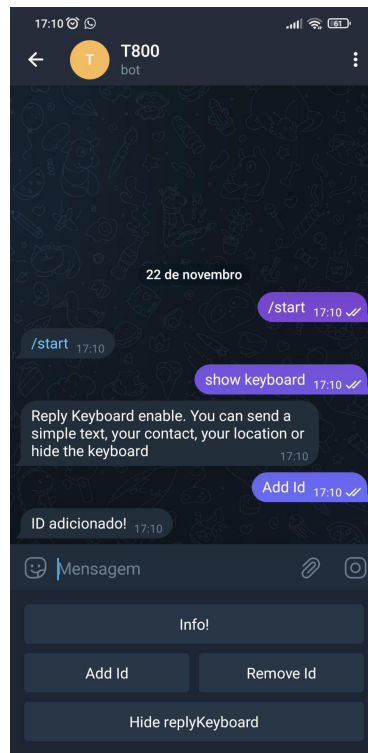 17:10
61
T
T800
bot
22 de novembro
/start 17:10
/start 17:10
show keyboard 17:10
Reply Keyboard enable. You can send a
simple text, your contact, your location or
hide the keyboard
17:10
Add Id 17:10
ID adicionado! 17:10
Mensagem
Info!
Add Id Remove Id
Hide replyKeyboard